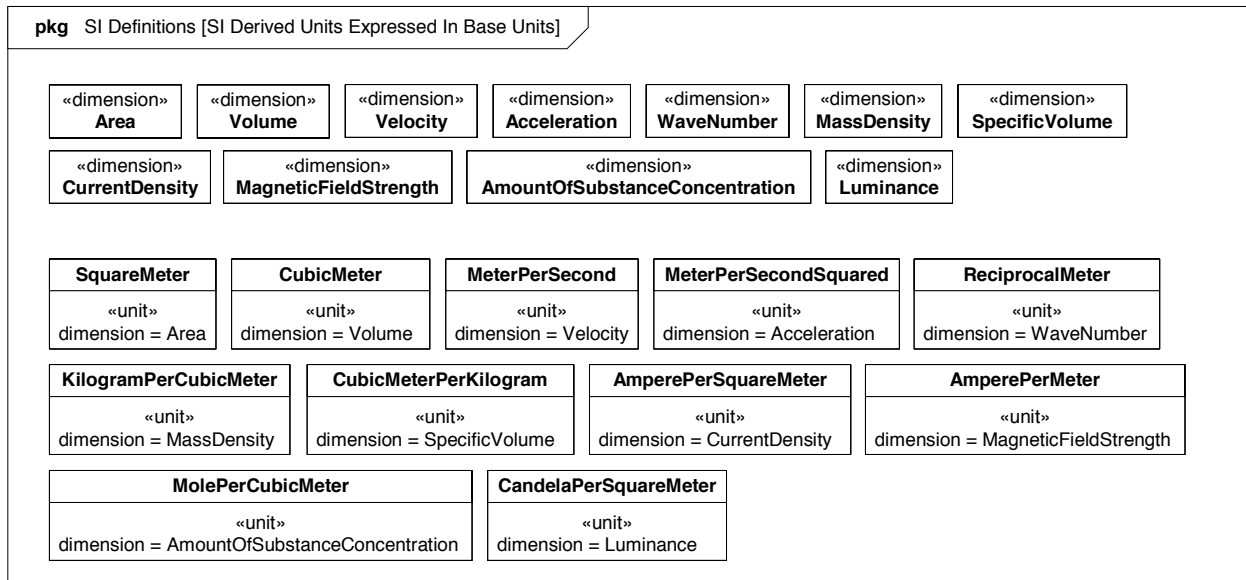 pkg SI Definitions [SI Derived Units Expressed In Base Units]
«dimension» «dimension» «dimension» «dimension» «dimension» «dimension» «dimension»
Area Volume Velocity Acceleration WaveNumber MassDensity SpecificVolume
«dimension» «dimension» «dimension» «dimension»
CurrentDensity MagneticFieldStrength AmountOfSubstanceConcentration Luminance
SquareMeter CubicMeter MeterPerSecond MeterPerSecondSquared ReciprocalMeter
«unit» «unit» «unit» «unit» «unit»
dimension = Area dimension = Volume dimension = Velocity dimension = Acceleration dimension = WaveNumber
KilogramPerCubicMeter CubicMeterPerKilogram AmperePerSquareMeter AmperePerMeter
«unit» «unit» «unit» «unit»
dimension = MassDensity dimension = SpecificVolume dimension = CurrentDensity dimension = MagneticFieldStrength
MolePerCubicMeter CandelaPerSquareMeter
«unit» «unit»
dimension = AmountOfSubstanceConcentration dimension = Luminance